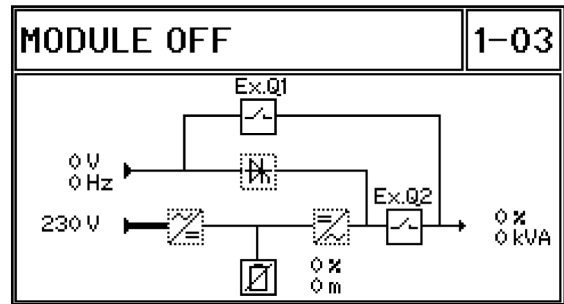 MODULE OFF
1-03
Ex.Q1
0 V
0 Hz
Ex.Q2
230 V
0 %
0 kVA
0 %
0 m